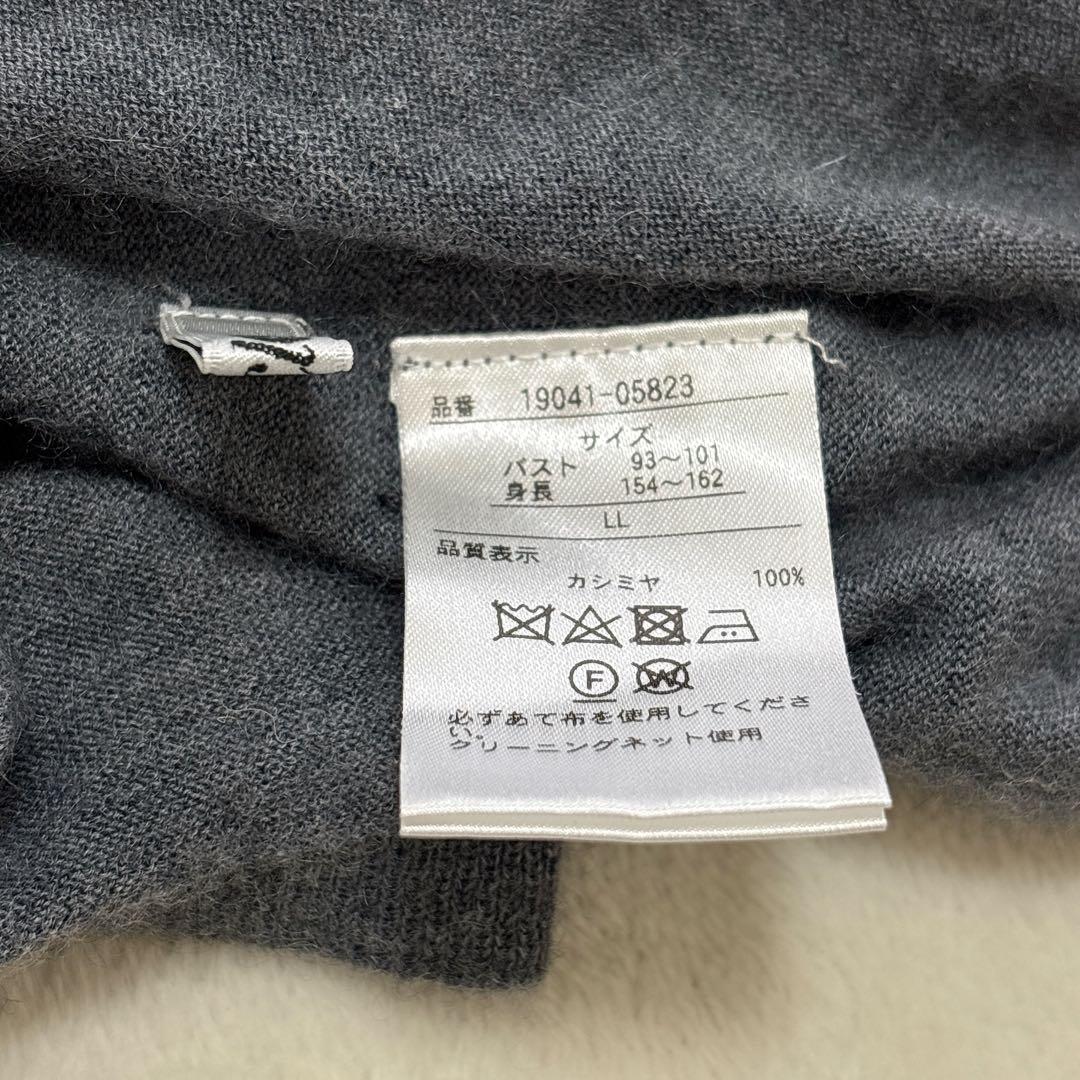 品番 19041-05823
サイズ
バスト 93～101
身長 154～162
LL
品質表示
カシミヤ 100%
F
W
必ずあて布を使用してくださ
い。
クリーニングネット使用